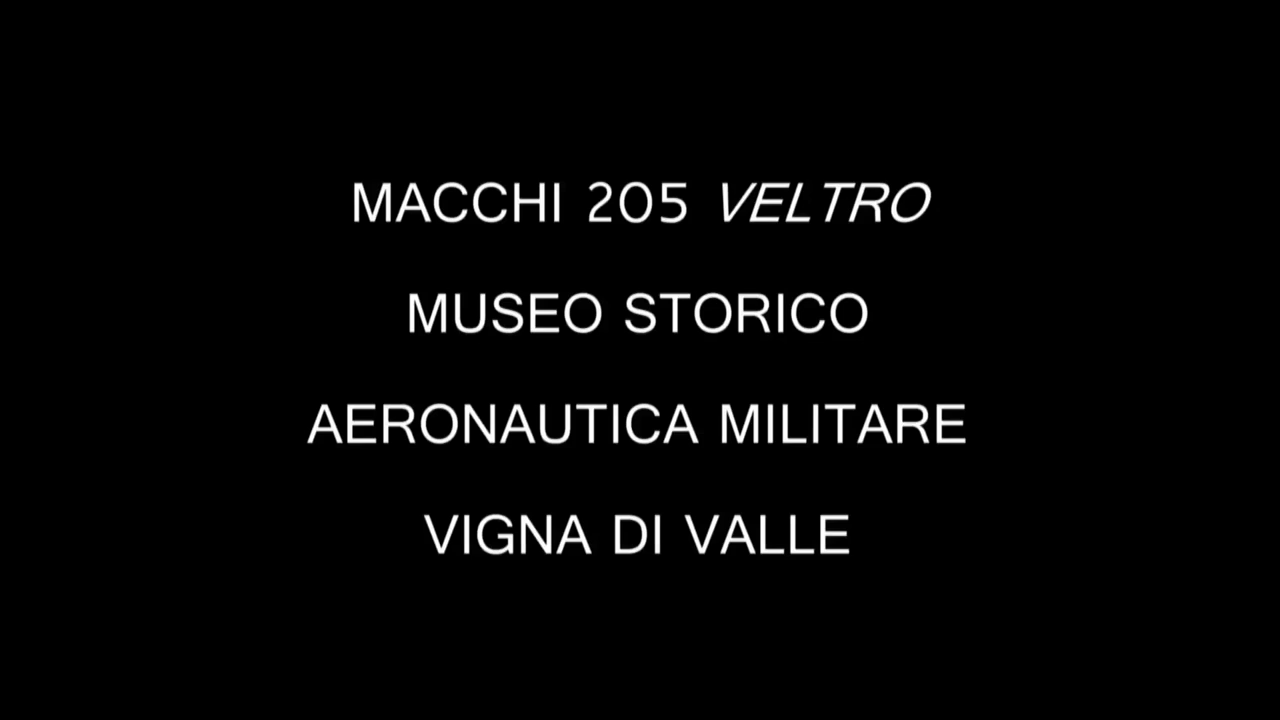 MACCHI 205 VELTRO
MUSEO STORICO
AERONAUTICA MILITARE
VIGNA DI VALLE